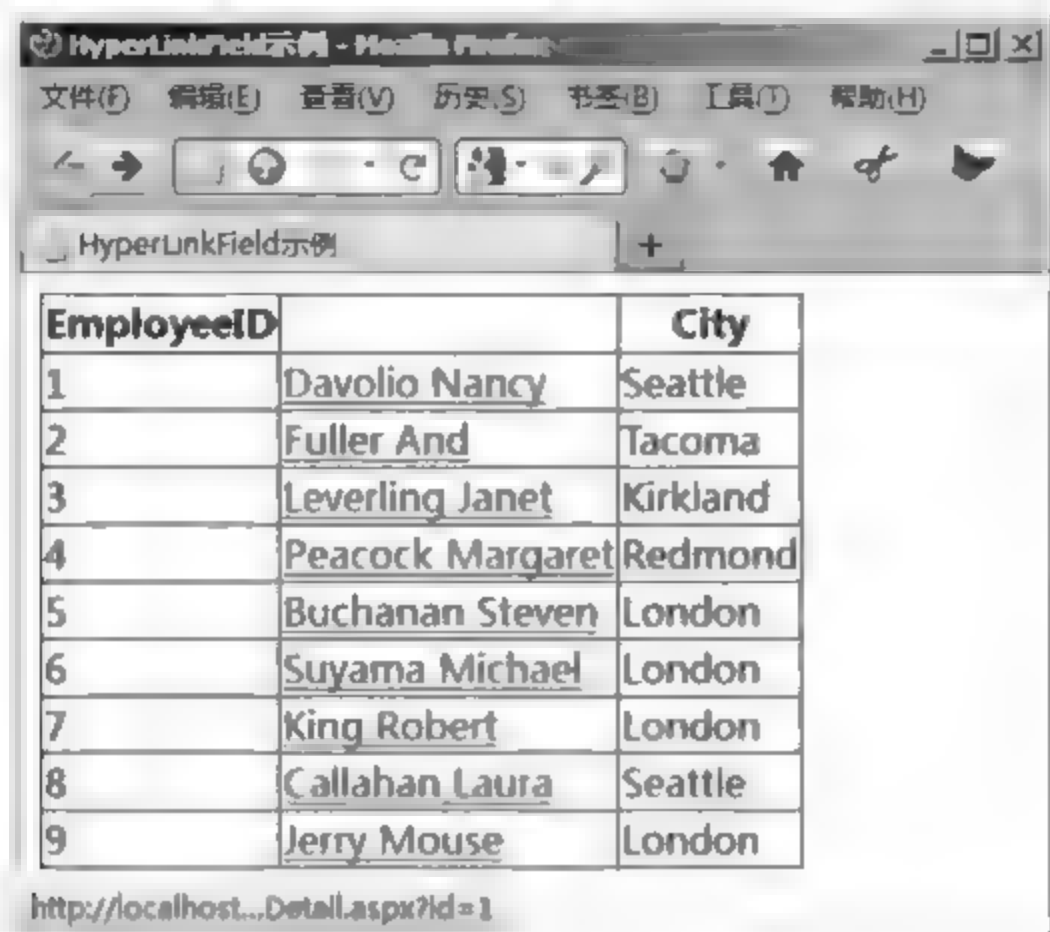 HyperLinkField示例 - Mozilla Firefox
文件(F) 编辑(E) 查看(V) 历史(S) 书签(B) 工具(T) 帮助(H)
HyperLinkField示例 +
EmployeeID City
1 Davolio Nancy Seattle
2 Fuller And Tacoma
3 Leverling Janet Kirkland
4 Peacock Margaret Redmond
5 Buchanan Steven London
6 Suyama Michael London
7 King Robert London
8 Callahan Laura Seattle
9 Jerry Mouse London
http://localhost...Detail.aspx?id=1